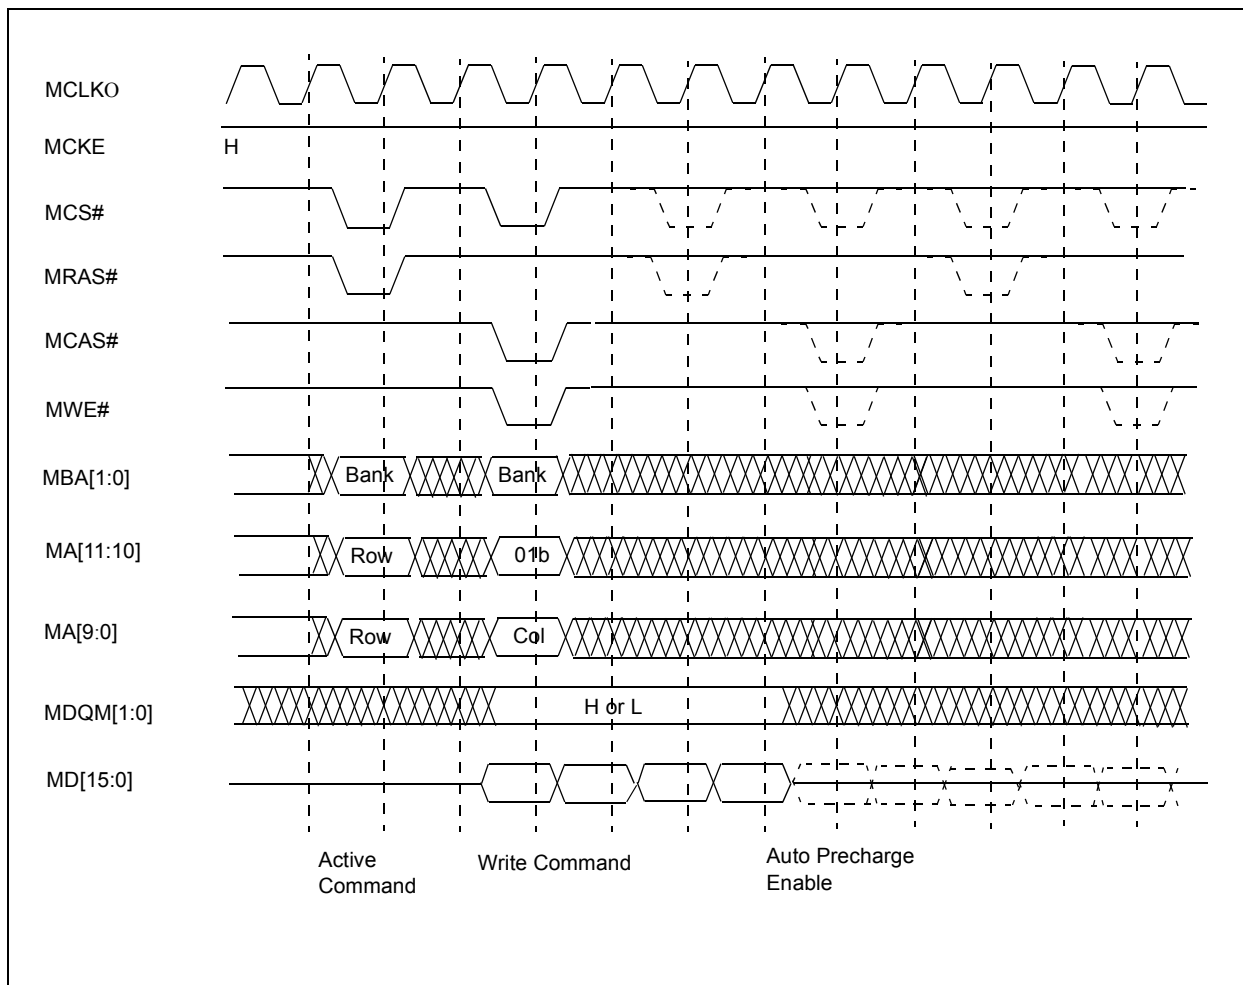 MCLKO
MCKE H
MCS#
MRAS#
MCAS#
MWE#
MBA[1:0] Bank Bank
MA[11:10] Row 01b
MA[9:0] Row Col
MDQM[1:0] H or L
MD[15:0]
Active Command
Write Command
Auto Precharge Enable